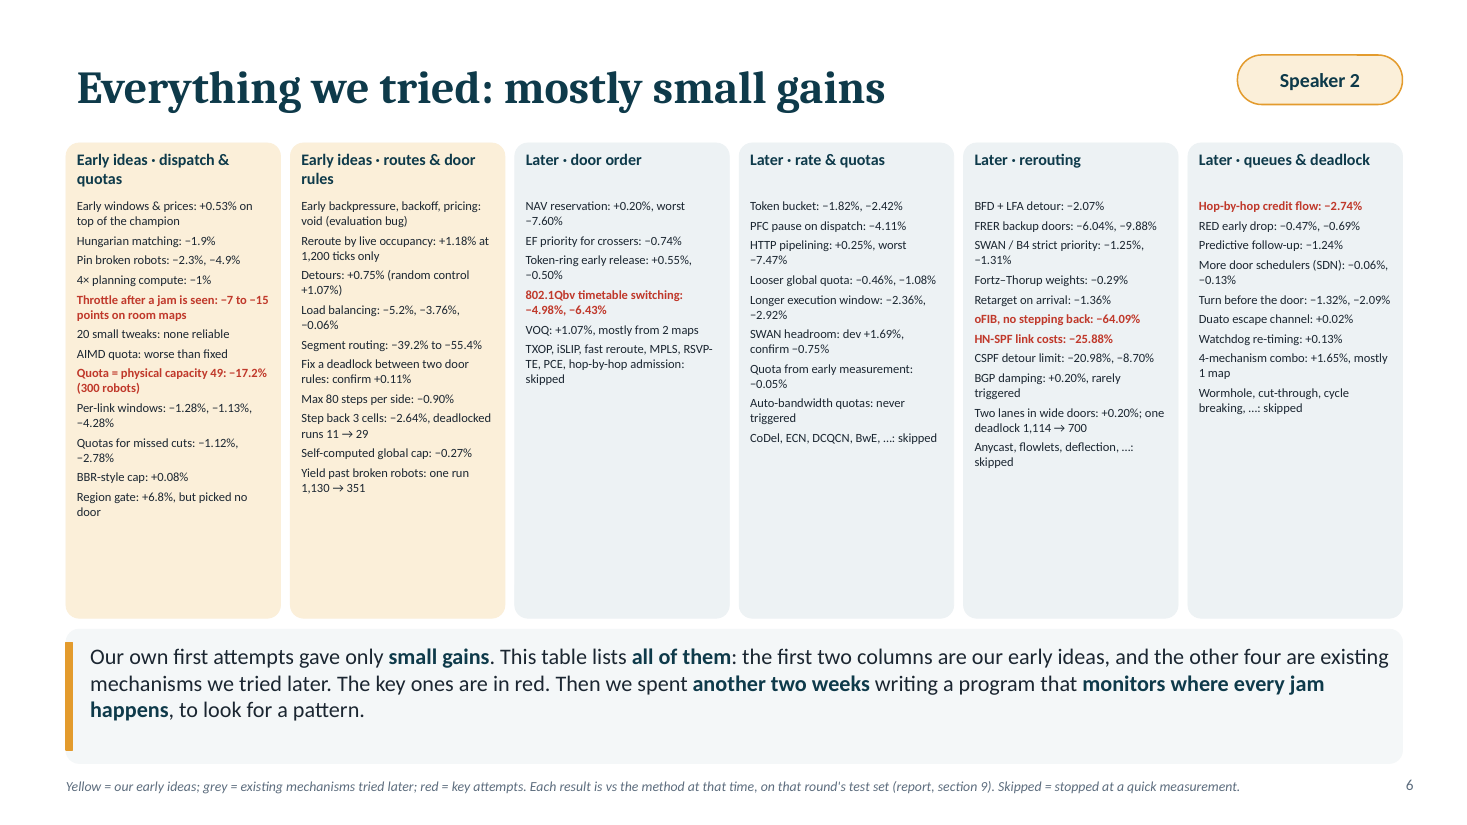 Everything we tried: mostly small gains
Speaker 2
Early ideas · dispatch &
quotas
Early windows & prices: +0.53% on
top of the champion
Hungarian matching: −1.9%
Pin broken robots: −2.3%, −4.9%
4× planning compute: −1%
Throttle after a jam is seen: −7 to −15
points on room maps
20 small tweaks: none reliable
AIMD quota: worse than fixed
Quota = physical capacity 49: −17.2%
(300 robots)
Per-link windows: −1.28%, −1.13%,
−4.28%
Quotas for missed cuts: −1.12%,
−2.78%
BBR-style cap: +0.08%
Region gate: +6.8%, but picked no
door
Early ideas · routes & door
rules
Early backpressure, backoff, pricing:
void (evaluation bug)
Reroute by live occupancy: +1.18% at
1,200 ticks only
Detours: +0.75% (random control
+1.07%)
Load balancing: −5.2%, −3.76%,
−0.06%
Segment routing: −39.2% to −55.4%
Fix a deadlock between two door
rules: confirm +0.11%
Max 80 steps per side: −0.90%
Step back 3 cells: −2.64%, deadlocked
runs 11 → 29
Self-computed global cap: −0.27%
Yield past broken robots: one run
1,130 → 351
Later · door order
NAV reservation: +0.20%, worst
−7.60%
EF priority for crossers: −0.74%
Token-ring early release: +0.55%,
−0.50%
802.1Qbv timetable switching:
−4.98%, −6.43%
VOQ: +1.07%, mostly from 2 maps
TXOP, iSLIP, fast reroute, MPLS, RSVP-
TE, PCE, hop-by-hop admission:
skipped
Later · rate & quotas
Token bucket: −1.82%, −2.42%
PFC pause on dispatch: −4.11%
HTTP pipelining: +0.25%, worst
−7.47%
Looser global quota: −0.46%, −1.08%
Longer execution window: −2.36%,
−2.92%
SWAN headroom: dev +1.69%,
confirm −0.75%
Quota from early measurement:
−0.05%
Auto-bandwidth quotas: never
triggered
CoDel, ECN, DCQCN, BwE, ...: skipped
Later · rerouting
BFD + LFA detour: −2.07%
FRER backup doors: −6.04%, −9.88%
SWAN / B4 strict priority: −1.25%,
−1.31%
Fortz–Thorup weights: −0.29%
Retarget on arrival: −1.36%
oFIB, no stepping back: −64.09%
HN-SPF link costs: −25.88%
CSPF detour limit: −20.98%, −8.70%
BGP damping: +0.20%, rarely
triggered
Two lanes in wide doors: +0.20%; one
deadlock 1,114 → 700
Anycast, flowlets, deflection, ...:
skipped
Later · queues & deadlock
Hop-by-hop credit flow: −2.74%
RED early drop: −0.47%, −0.69%
Predictive follow-up: −1.24%
More door schedulers (SDN): −0.06%,
−0.13%
Turn before the door: −1.32%, −2.09%
Duato escape channel: +0.02%
Watchdog re-timing: +0.13%
4-mechanism combo: +1.65%, mostly
1 map
Wormhole, cut-through, cycle
breaking, ...: skipped
Our own first attempts gave only small gains. This table lists all of them: the first two columns are our early ideas, and the other four are existing
mechanisms we tried later. The key ones are in red. Then we spent another two weeks writing a program that monitors where every jam
happens, to look for a pattern.
Yellow = our early ideas; grey = existing mechanisms tried later; red = key attempts. Each result is vs the method at that time, on that round's test set (report, section 9). Skipped = stopped at a quick measurement.
6